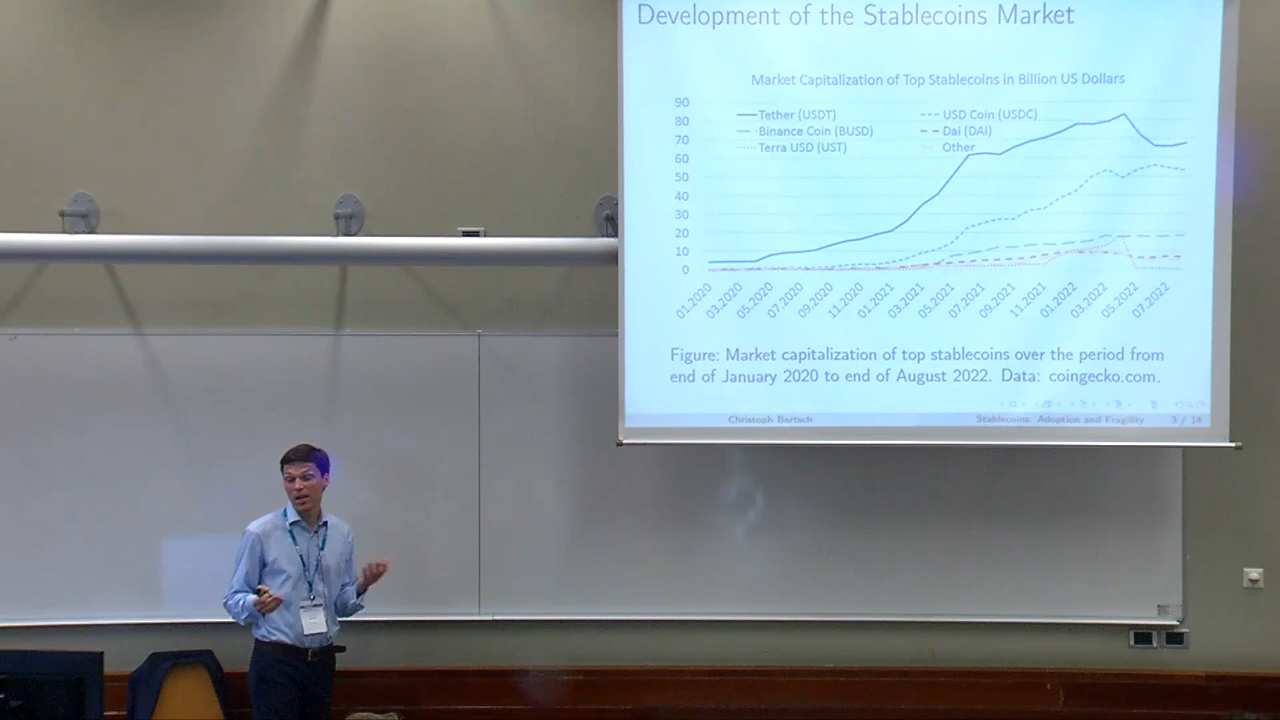 Development of the Stablecoins Market
Market Capitalization of Top Stablecoins in Billion US Dollars
90
80
70
60
50
40
30
20
10
0
Tether (USDT)
USD Coin (USDC)
Binance Coin (BUSD)
Dai (DAI)
Terra USD (UST)
Other
01.2020
03.2020
05.2020
07.2020
09.2020
11.2020
01.2021
03.2021
05.2021
07.2021
09.2021
11.2021
01.2022
03.2022
05.2022
07.2022
Figure: Market capitalization of top stablecoins over the period from
end of January 2020 to end of August 2022. Data: coingecko.com.
Christoph Bertsch
Stablecoins: Adoption and Fragility
3 / 14